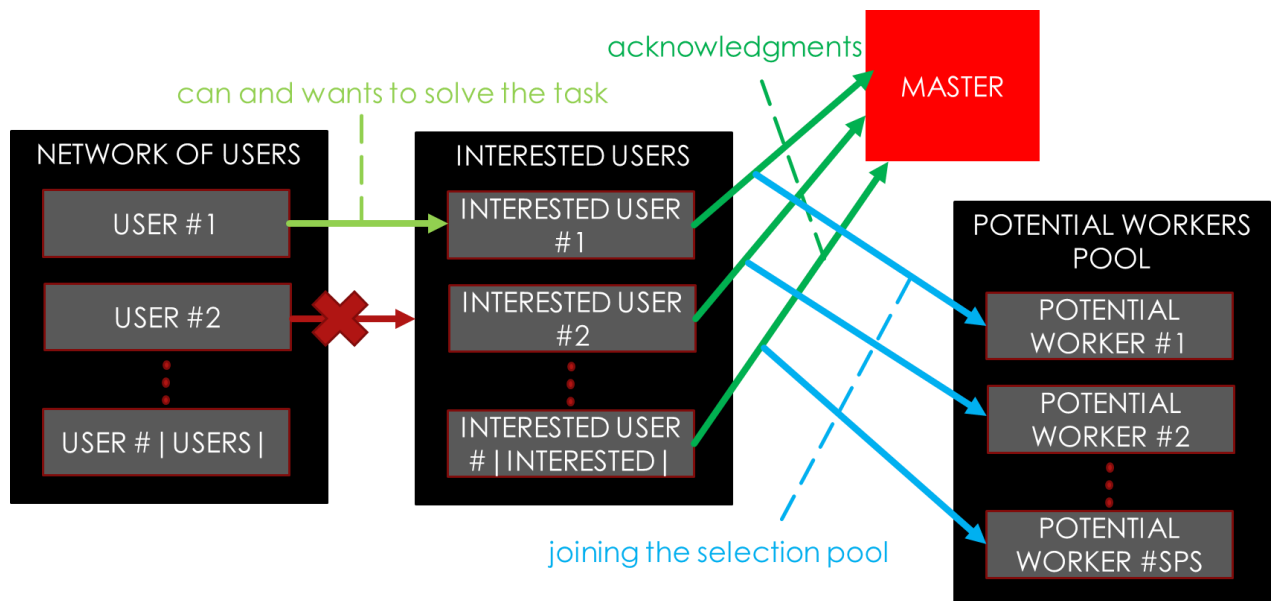 acknowledgments
MASTER
can and wants to solve the task
NETWORK OF USERS
USER #1
USER #2
USER # | USERS |
INTERESTED USERS
INTERESTED USER
#1
INTERESTED USER
#2
INTERESTED USER
# | INTERESTED |
POTENTIAL WORKERS
POOL
POTENTIAL
WORKER #1
POTENTIAL
WORKER #2
POTENTIAL
WORKER #SPS
joining the selection pool